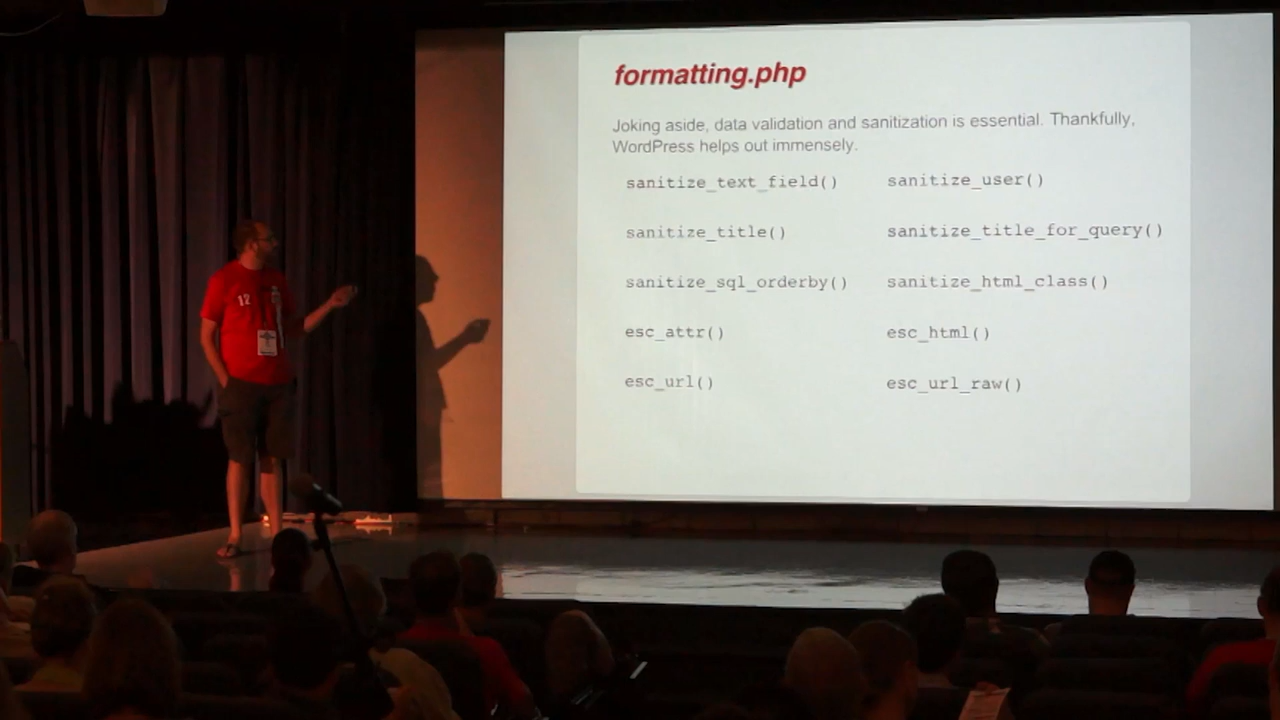 formatting.php
Joking aside, data validation and sanitization is essential. Thankfully,
WordPress helps out immensely.
sanitize_text_field() sanitize_user()
sanitize_title() sanitize_title_for_query()
sanitize_sql_orderby() sanitize_html_class()
esc_attr() esc_html()
esc_url() esc_url_raw()
12